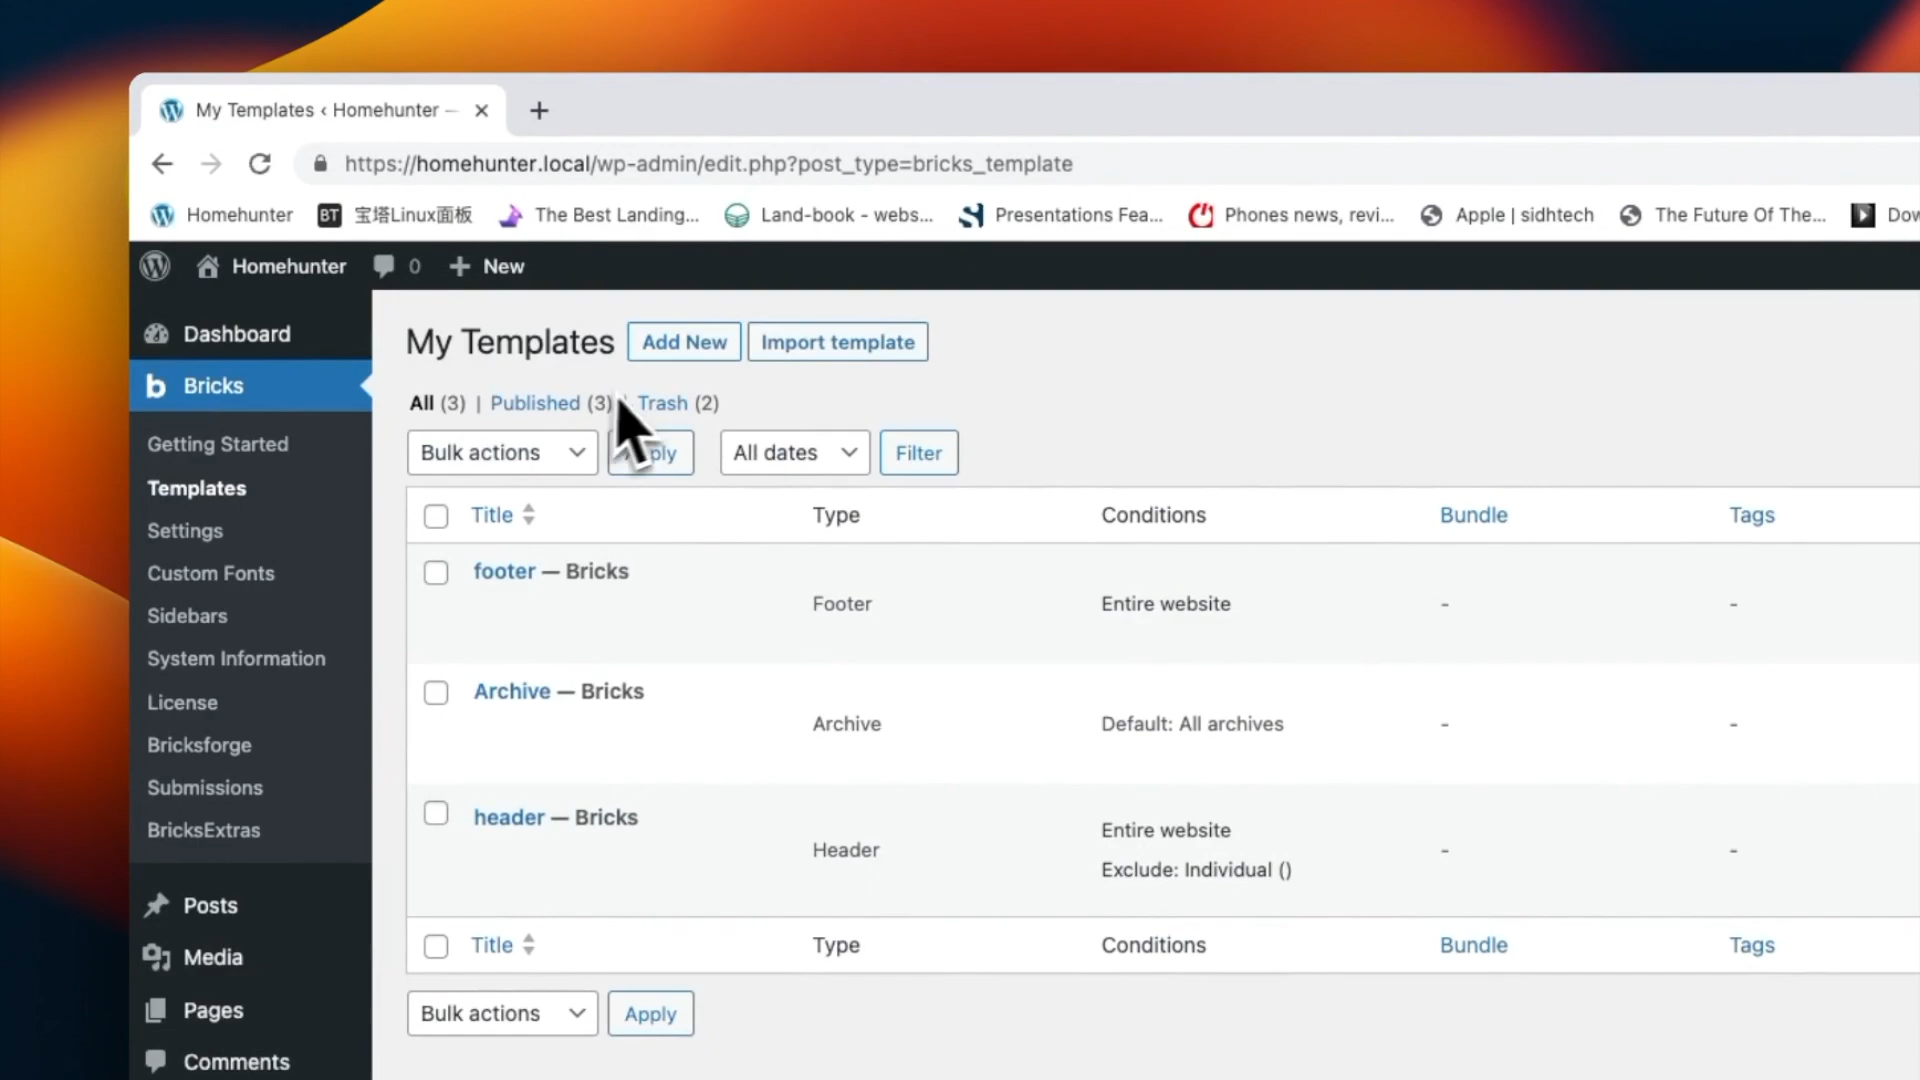 My Templates ‹ Homehunter —
https://homehunter.local/wp-admin/edit.php?post_type=bricks_template
Homehunter BT 宝塔Linux面板 The Best Landing... Land-book - webs... Presentations Fea... Phones news, revi... Apple | sidhtech The Future Of The... Dow
Homehunter 0 + New
Dashboard
b Bricks
Getting Started
Templates
Settings
Custom Fonts
Sidebars
System Information
License
Bricksforge
Submissions
BricksExtras
Posts
Media
Pages
Comments
My Templates Add New Import template
All (3) | Published (3) | Trash (2)
Bulk actions All dates Filter
Title Type Conditions Bundle Tags
footer — Bricks
Footer Entire website - -
Archive — Bricks
Archive Default: All archives - -
header — Bricks
Header Entire website - -
Exclude: Individual ()
Title Type Conditions Bundle Tags
Bulk actions Apply